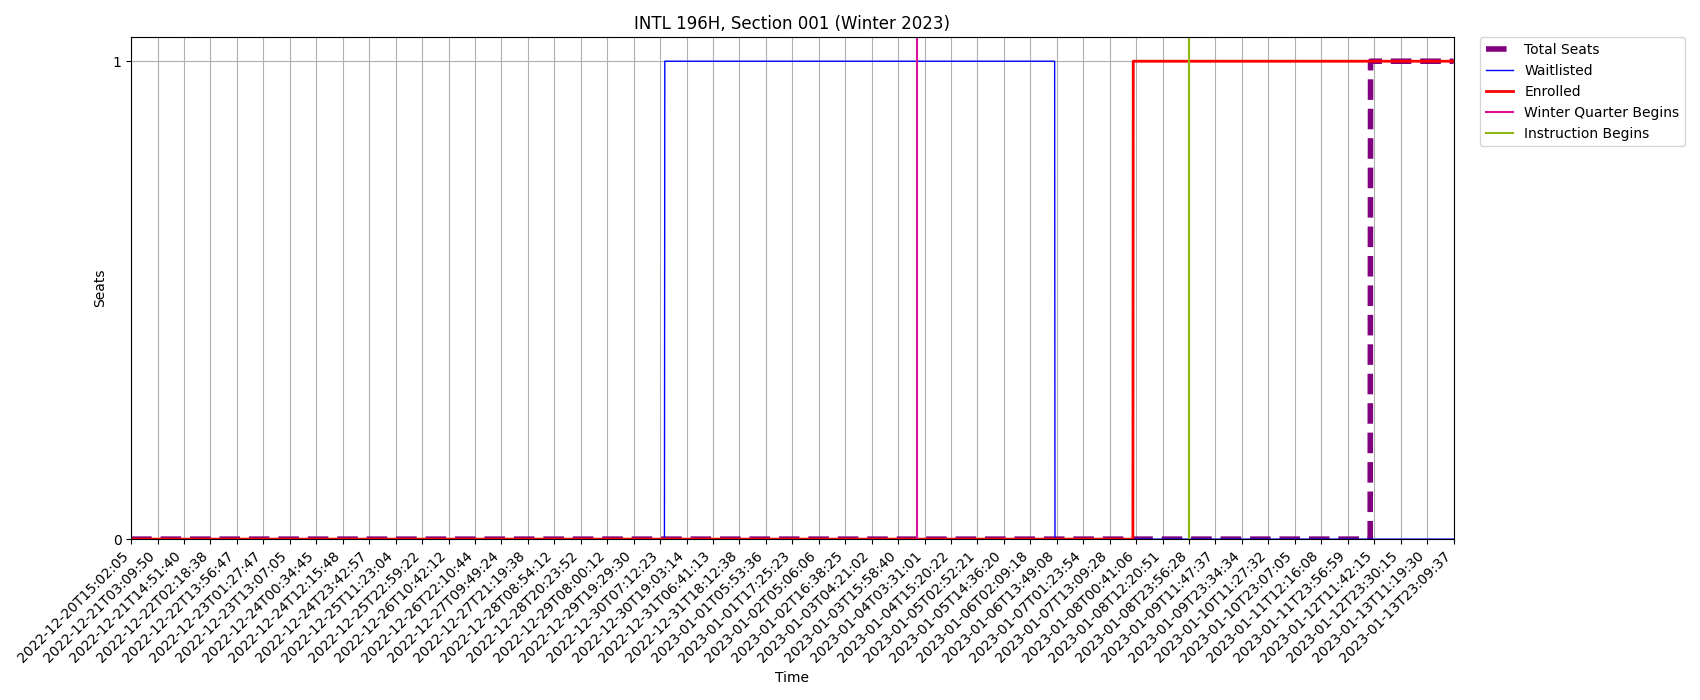 INTL 196H, Section 001 (Winter 2023)
Total Seats
Waitlisted
Enrolled
Winter Quarter Begins
Instruction Begins
Seats
1
0
2022-12-20T15:02:05
2022-12-21T03:09:50
2022-12-21T14:51:40
2022-12-22T02:18:38
2022-12-22T13:56:47
2022-12-23T01:27:47
2022-12-23T13:07:05
2022-12-24T00:34:45
2022-12-24T12:15:48
2022-12-24T23:42:57
2022-12-25T11:23:04
2022-12-25T22:59:22
2022-12-26T10:42:12
2022-12-26T22:10:44
2022-12-27T09:49:24
2022-12-27T21:19:38
2022-12-28T08:54:12
2022-12-28T20:23:52
2022-12-29T08:00:12
2022-12-29T19:29:30
2022-12-30T07:12:23
2022-12-30T19:03:14
2022-12-31T06:41:13
2022-12-31T18:12:38
2023-01-01T05:53:36
2023-01-01T17:25:23
2023-01-02T05:06:06
2023-01-02T16:38:25
2023-01-03T04:21:02
2023-01-03T15:58:40
2023-01-04T03:31:01
2023-01-04T15:20:22
2023-01-05T02:52:21
2023-01-05T14:36:20
2023-01-06T02:09:18
2023-01-06T13:49:08
2023-01-07T01:23:54
2023-01-07T13:09:28
2023-01-08T00:41:06
2023-01-08T12:20:51
2023-01-08T23:56:28
2023-01-09T11:47:37
2023-01-09T23:34:34
2023-01-10T11:27:32
2023-01-10T23:07:05
2023-01-11T12:16:08
2023-01-11T23:56:59
2023-01-12T11:42:15
2023-01-12T23:30:15
2023-01-13T11:19:30
2023-01-13T23:09:37
Time